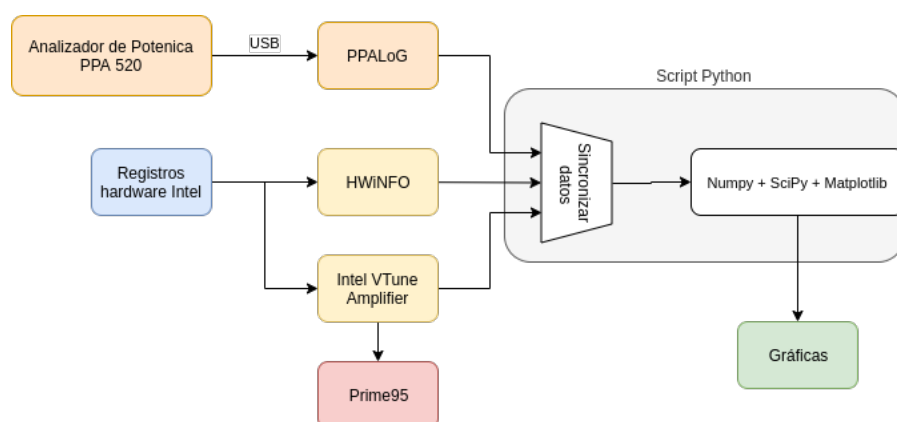 Analizador de Potenica
PPA 520
USB
PPALoG
Script Python
Registros
hardware Intel
HWiNFO
Sincronizar
datos
Numpy + SciPy + Matplotlib
Intel VTune
Amplifier
Gráficas
Prime95